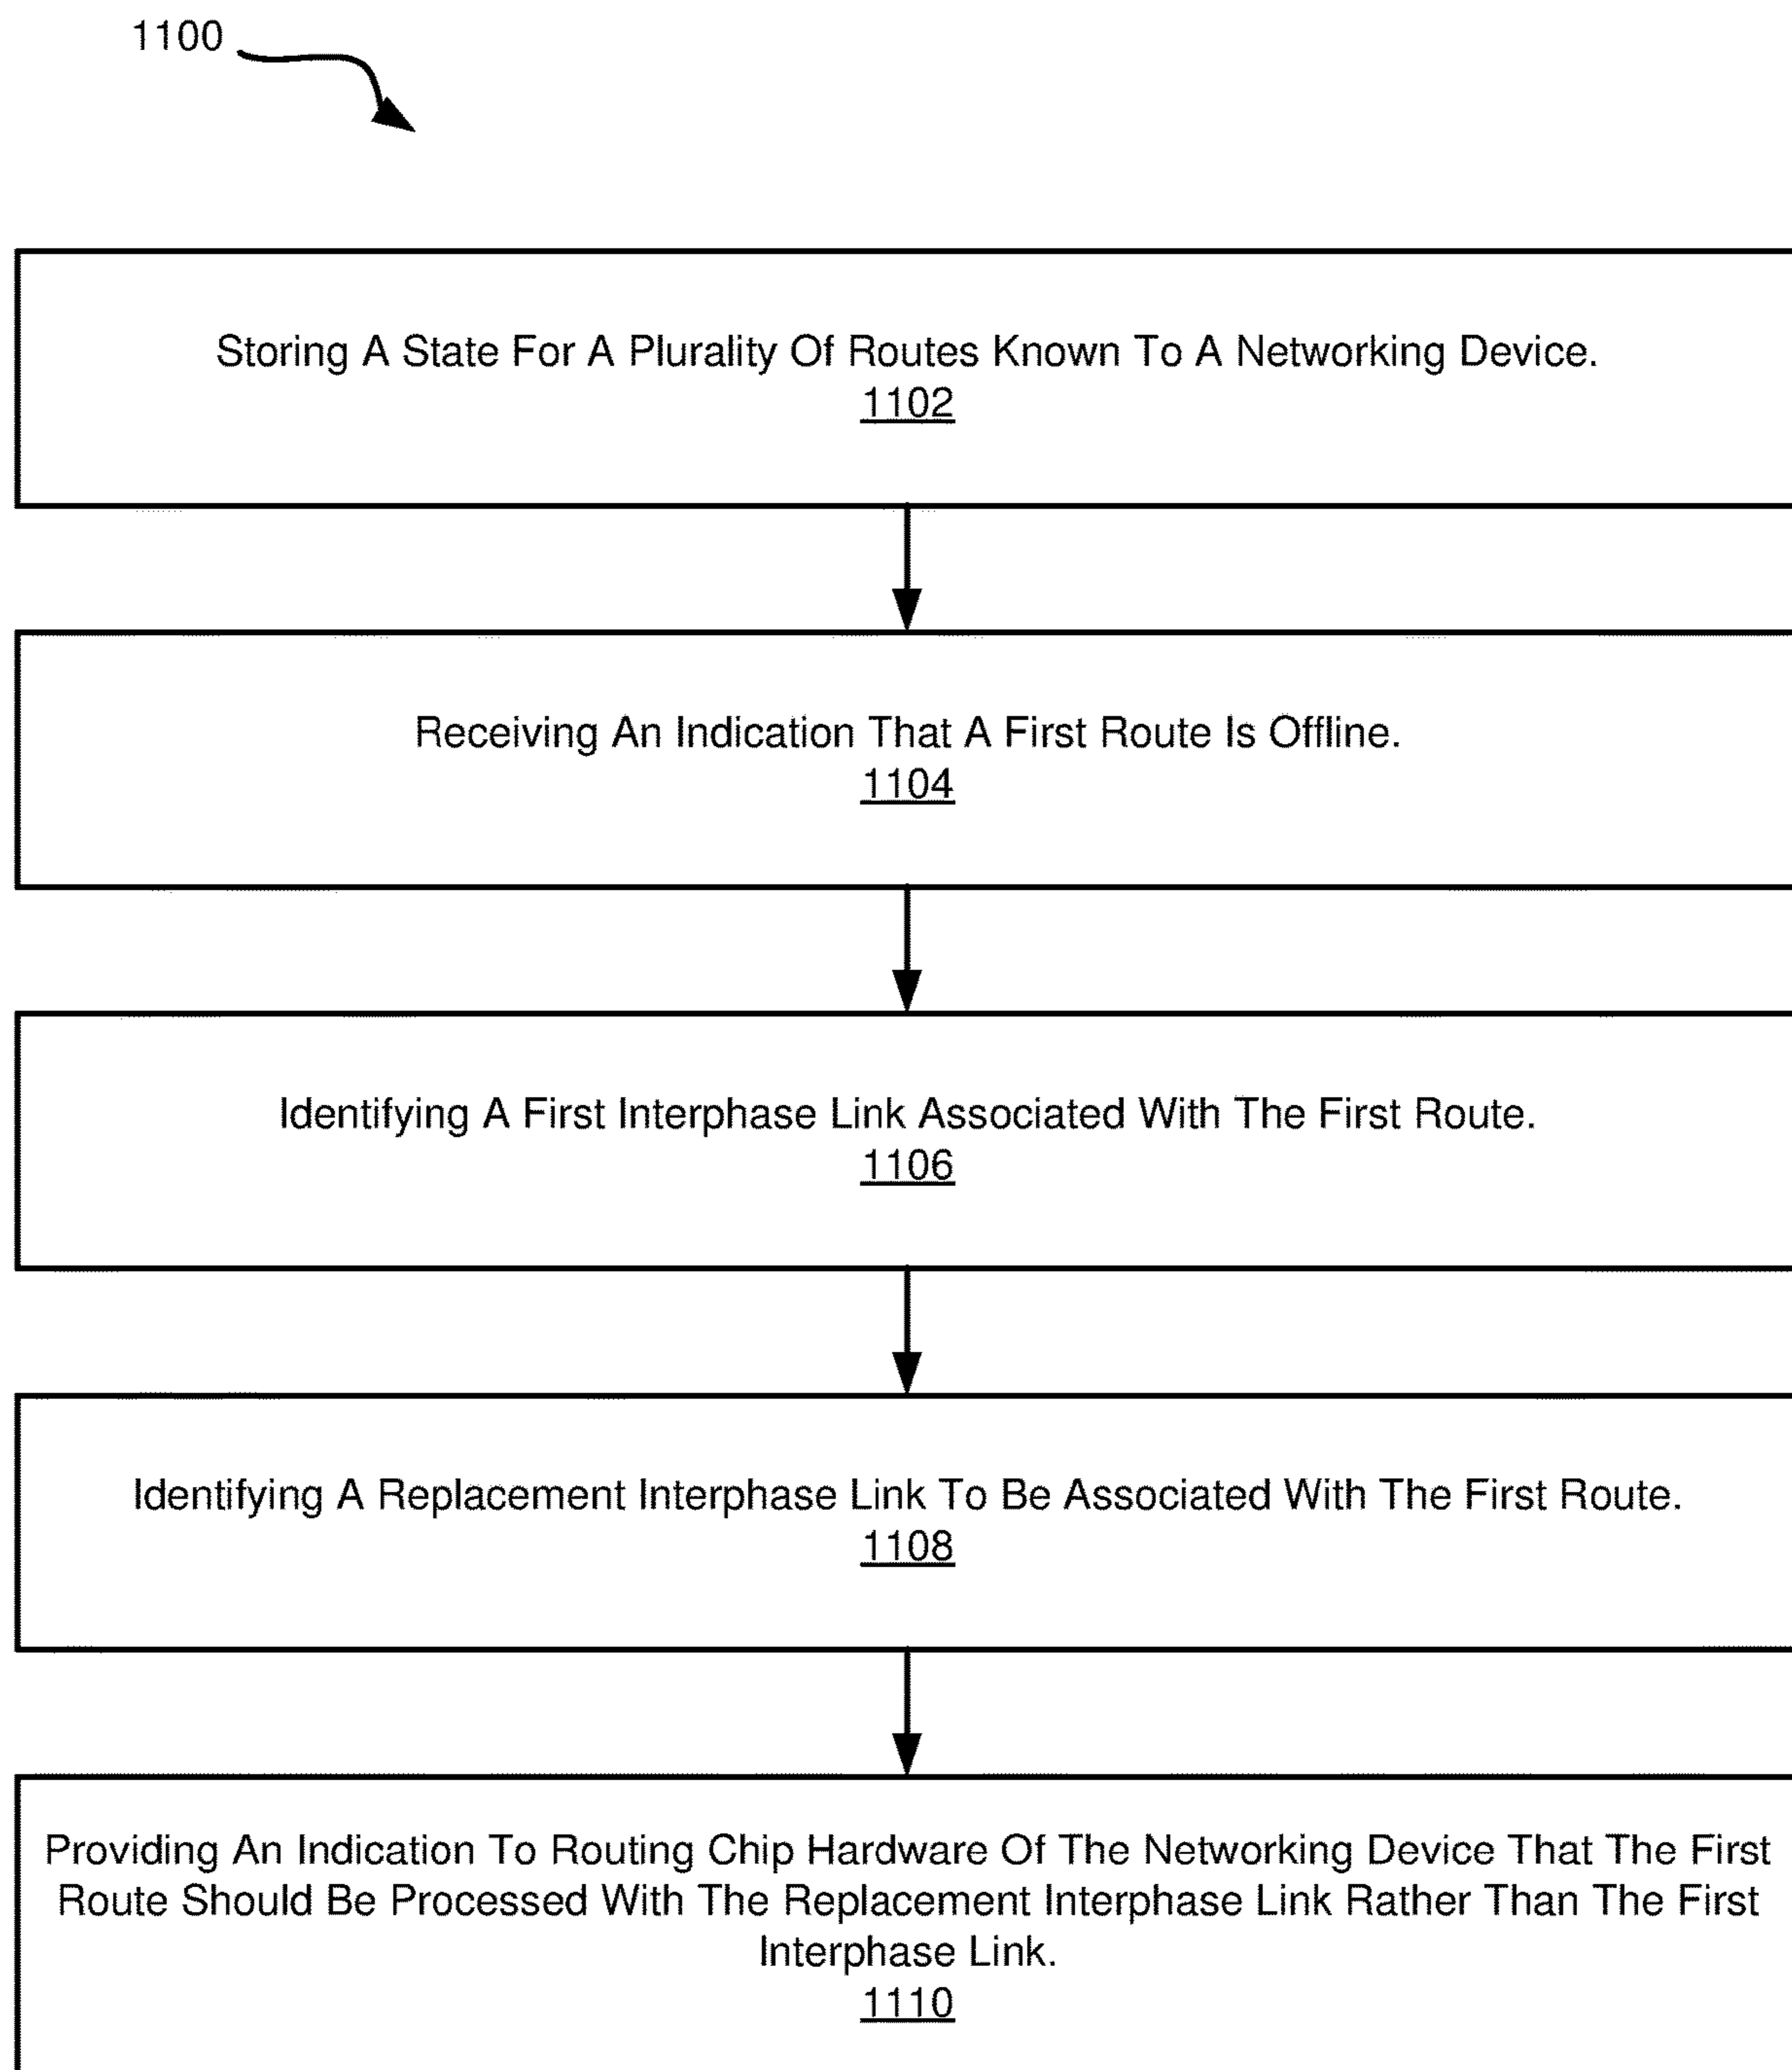 1100
Storing A State For A Plurality Of Routes Known To A Networking Device.
1102
Receiving An Indication That A First Route Is Offline.
1104
Identifying A First Interphase Link Associated With The First Route.
1106
Identifying A Replacement Interphase Link To Be Associated With The First Route.
1108
Providing An Indication To Routing Chip Hardware Of The Networking Device That The First
Route Should Be Processed With The Replacement Interphase Link Rather Than The First
Interphase Link.
1110